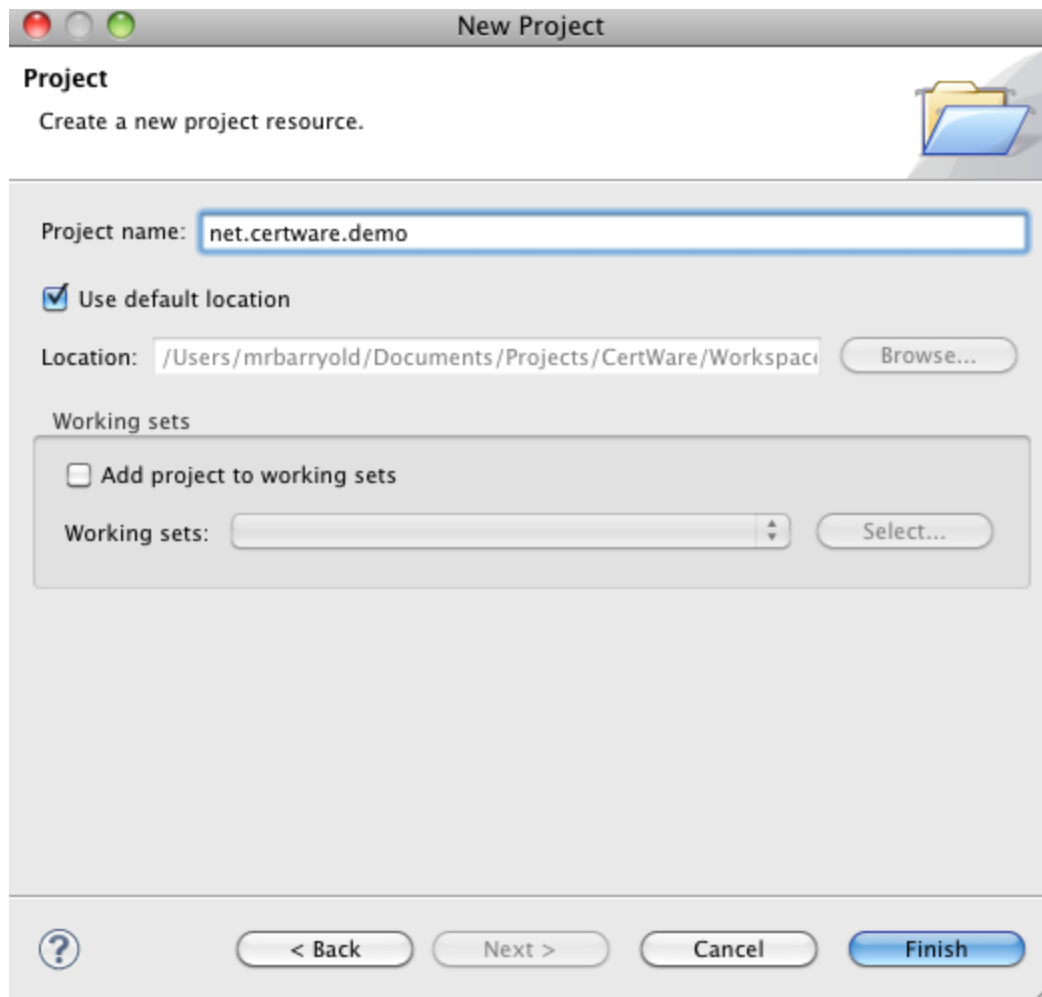 New Project
Project
Create a new project resource.
Project name: net.certware.demo
Use default location
Location: /Users/mrbarryold/Documents/Projects/CertWare/Workspac Browse...
Working sets
Add project to working sets
Working sets: Select...
? < Back Next > Cancel Finish